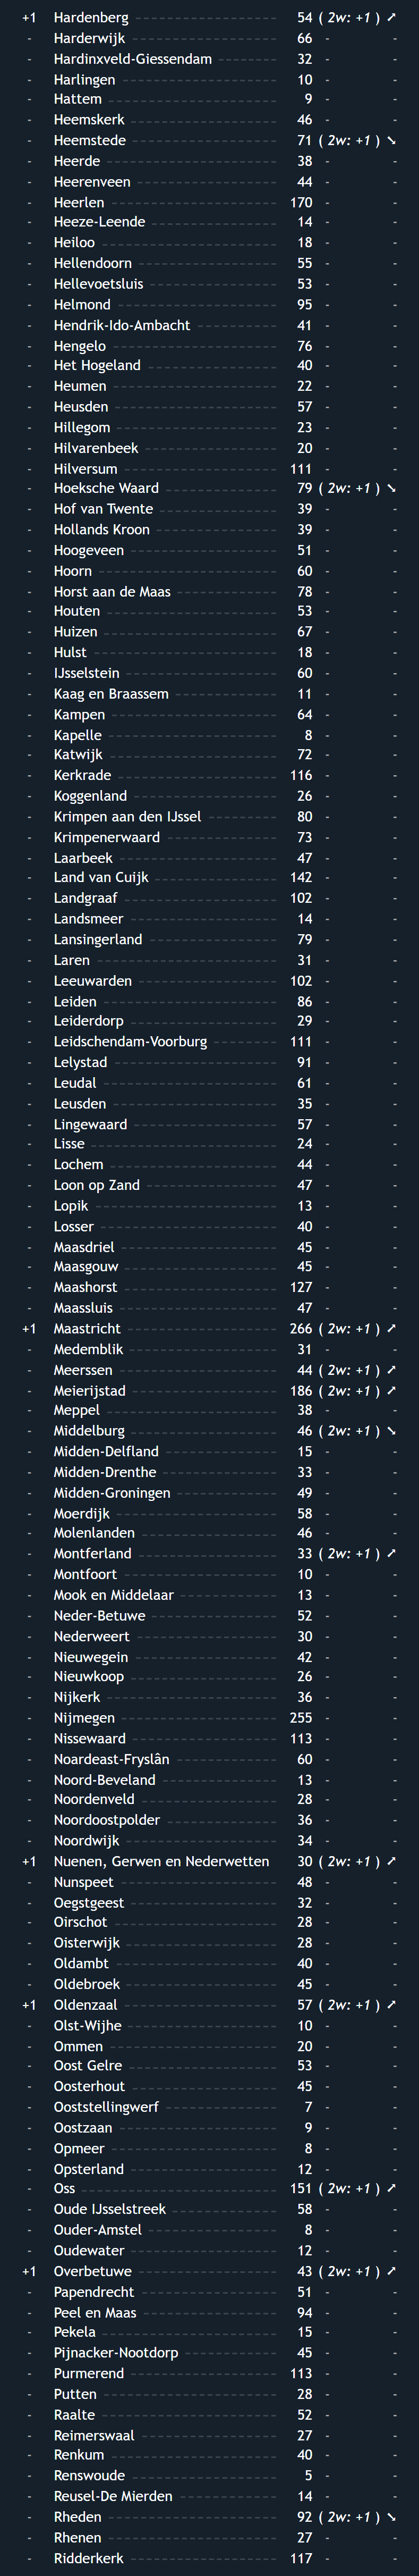 +1 Hardenberg 54 ( 2w: +1 ) ↗
- Harderwijk 66 - -
- Hardinxveld-Giessendam 32 - -
- Harlingen 10 - -
- Hattem 9 - -
- Heemskerk 46 - -
- Heemstede 71 ( 2w: +1 ) ↘
- Heerde 38 - -
- Heerenveen 44 - -
- Heerlen 170 - -
- Heeze-Leende 14 - -
- Heiloo 18 - -
- Hellendoorn 55 - -
- Hellevoetsluis 53 - -
- Helmond 95 - -
- Hendrik-Ido-Ambacht 41 - -
- Hengelo 76 - -
- Het Hogeland 40 - -
- Heumen 22 - -
- Heusden 57 - -
- Hillegom 23 - -
- Hilvarenbeek 20 - -
- Hilversum 111 - -
- Hoeksche Waard 79 ( 2w: +1 ) ↘
- Hof van Twente 39 - -
- Hollands Kroon 39 - -
- Hoogeveen 51 - -
- Hoorn 60 - -
- Horst aan de Maas 78 - -
- Houten 53 - -
- Huizen 67 - -
- Hulst 18 - -
- IJsselstein 60 - -
- Kaag en Braassem 11 - -
- Kampen 64 - -
- Kapelle 8 - -
- Katwijk 72 - -
- Kerkrade 116 - -
- Koggenland 26 - -
- Krimpen aan den IJssel 80 - -
- Krimpenerwaard 73 - -
- Laarbeek 47 - -
- Land van Cuijk 142 - -
- Landgraaf 102 - -
- Landsmeer 14 - -
- Lansingerland 79 - -
- Laren 31 - -
- Leeuwarden 102 - -
- Leiden 86 - -
- Leiderdorp 29 - -
- Leidschendam-Voorburg 111 - -
- Lelystad 91 - -
- Leudal 61 - -
- Leusden 35 - -
- Lingewaard 57 - -
- Lisse 24 - -
- Lochem 44 - -
- Loon op Zand 47 - -
- Lopik 13 - -
- Losser 40 - -
- Maasdriel 45 - -
- Maasgouw 45 - -
- Maashorst 127 - -
- Maassluis 47 - -
+1 Maastricht 266 ( 2w: +1 ) ↗
- Medemblik 31 - -
- Meerssen 44 ( 2w: +1 ) ↗
- Meierijstad 186 ( 2w: +1 ) ↗
- Meppel 38 - -
- Middelburg 46 ( 2w: +1 ) ↘
- Midden-Delfland 15 - -
- Midden-Drenthe 33 - -
- Midden-Groningen 49 - -
- Moerdijk 58 - -
- Molenlanden 46 - -
- Montferland 33 ( 2w: +1 ) ↗
- Montfoort 10 - -
- Mook en Middelaar 13 - -
- Neder-Betuwe 52 - -
- Nederweert 30 - -
- Nieuwegein 42 - -
- Nieuwkoop 26 - -
- Nijkerk 36 - -
- Nijmegen 255 - -
- Nissewaard 113 - -
- Noardeast-Fryslân 60 - -
- Noord-Beveland 13 - -
- Noordenveld 28 - -
- Noordoostpolder 36 - -
- Noordwijk 34 - -
+1 Nuenen, Gerwen en Nederwetten 30 ( 2w: +1 ) ↗
- Nunspeet 48 - -
- Oegstgeest 32 - -
- Oirschot 28 - -
- Oisterwijk 28 - -
- Oldambt 40 - -
- Oldebroek 45 - -
+1 Oldenzaal 57 ( 2w: +1 ) ↗
- Olst-Wijhe 10 - -
- Ommen 20 - -
- Oost Gelre 53 - -
- Oosterhout 45 - -
- Ooststellingwerf 7 - -
- Oostzaan 9 - -
- Opmeer 8 - -
- Opsterland 12 - -
- Oss 151 ( 2w: +1 ) ↗
- Oude IJsselstreek 58 - -
- Ouder-Amstel 8 - -
- Oudewater 12 - -
+1 Overbetuwe 43 ( 2w: +1 ) ↗
- Papendrecht 51 - -
- Peel en Maas 94 - -
- Pekela 15 - -
- Pijnacker-Nootdorp 45 - -
- Purmerend 113 - -
- Putten 28 - -
- Raalte 52 - -
- Reimerswaal 27 - -
- Renkum 40 - -
- Renswoude 5 - -
- Reusel-De Mierden 14 - -
- Rheden 92 ( 2w: +1 ) ↘
- Rhenen 27 - -
- Ridderkerk 117 - -